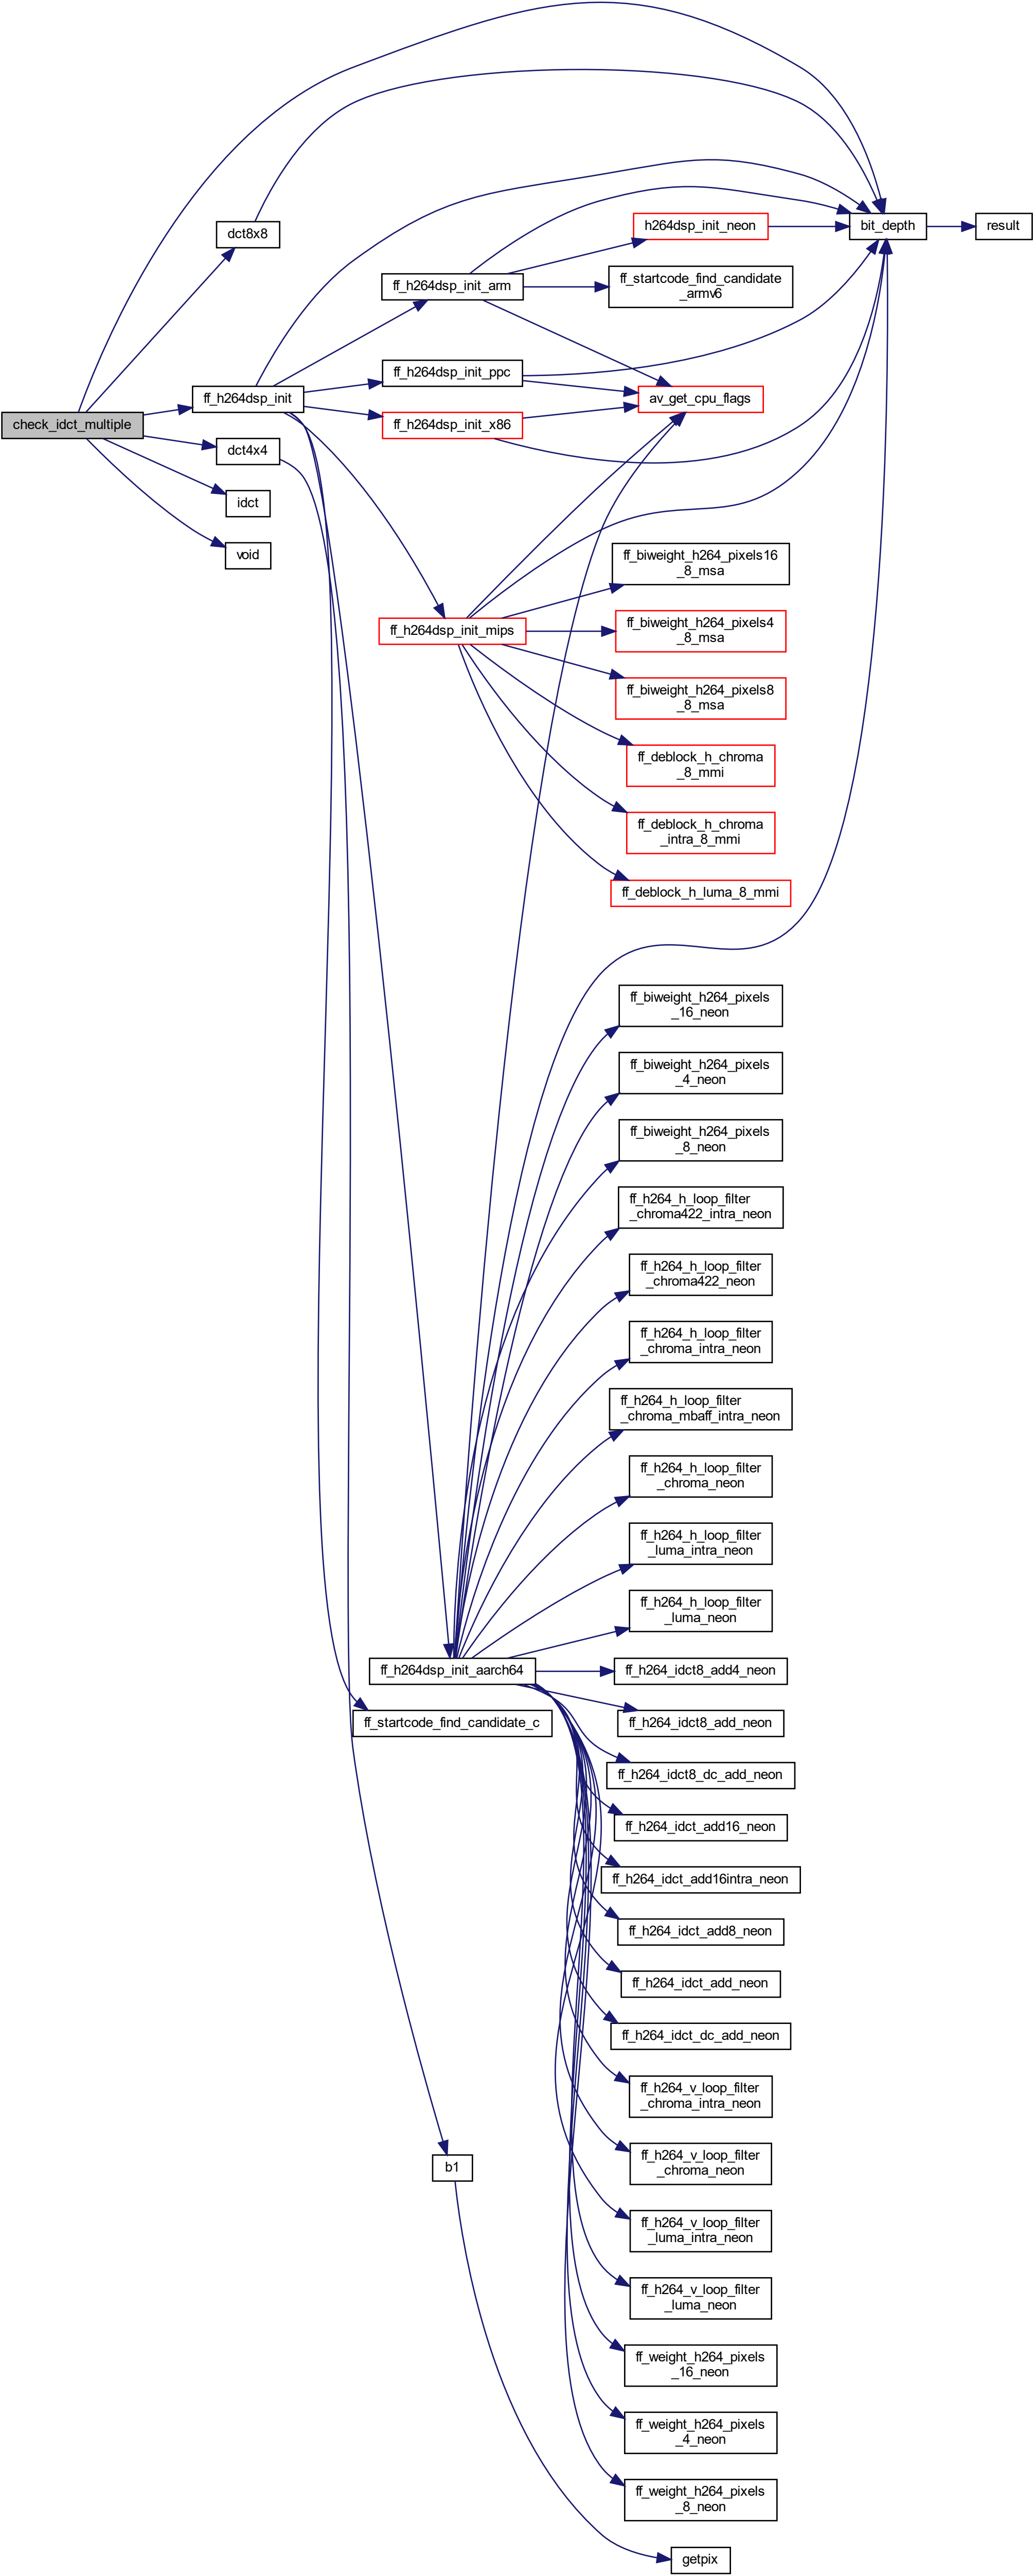 dct8x8
h264dsp_init_neon
bit_depth
result
ff_h264dsp_init_arm
ff_startcode_find_candidate
_armv6
ff_h264dsp_init_ppc
ff_h264dsp_init
av_get_cpu_flags
check_idct_multiple
ff_h264dsp_init_x86
dct4x4
idct
void
ff_biweight_h264_pixels16
_8_msa
ff_h264dsp_init_mips
ff_biweight_h264_pixels4
_8_msa
ff_biweight_h264_pixels8
_8_msa
ff_deblock_h_chroma
_8_mmi
ff_deblock_h_chroma
_intra_8_mmi
ff_deblock_h_luma_8_mmi
ff_biweight_h264_pixels
_16_neon
ff_biweight_h264_pixels
_4_neon
ff_biweight_h264_pixels
_8_neon
ff_h264_h_loop_filter
_chroma422_intra_neon
ff_h264_h_loop_filter
_chroma422_neon
ff_h264_h_loop_filter
_chroma_intra_neon
ff_h264_h_loop_filter
_chroma_mbaff_intra_neon
ff_h264_h_loop_filter
_chroma_neon
ff_h264_h_loop_filter
_luma_intra_neon
ff_h264_h_loop_filter
_luma_neon
ff_h264dsp_init_aarch64
ff_h264_idct8_add4_neon
ff_startcode_find_candidate_c
ff_h264_idct8_add_neon
ff_h264_idct8_dc_add_neon
ff_h264_idct_add16_neon
ff_h264_idct_add16intra_neon
ff_h264_idct_add8_neon
ff_h264_idct_add_neon
ff_h264_idct_dc_add_neon
ff_h264_v_loop_filter
_chroma_intra_neon
b1
ff_h264_v_loop_filter
_chroma_neon
ff_h264_v_loop_filter
_luma_intra_neon
ff_h264_v_loop_filter
_luma_neon
ff_weight_h264_pixels
_16_neon
ff_weight_h264_pixels
_4_neon
ff_weight_h264_pixels
_8_neon
getpix